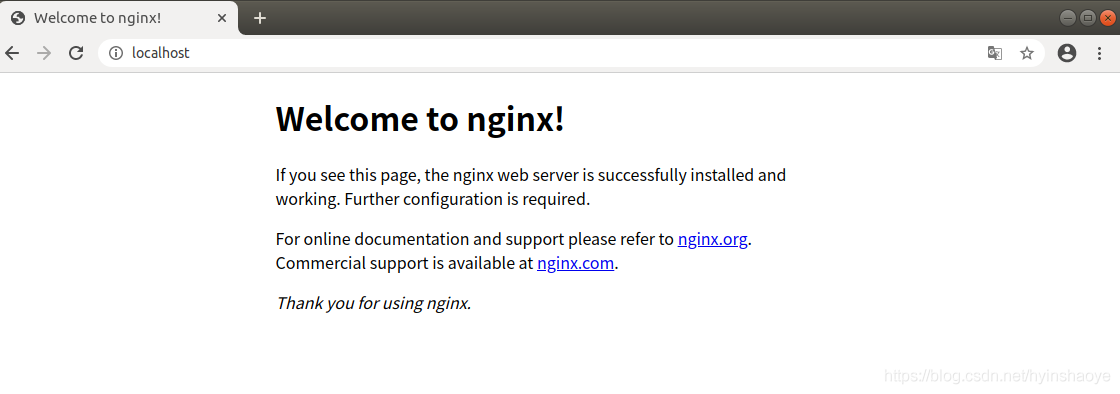 Welcome to nginx!
localhost
Welcome to nginx!
If you see this page, the nginx web server is successfully installed and
working. Further configuration is required.
For online documentation and support please refer to nginx.org.
Commercial support is available at nginx.com.
Thank you for using nginx.
https://blog.csdn.net/hyinshaoye